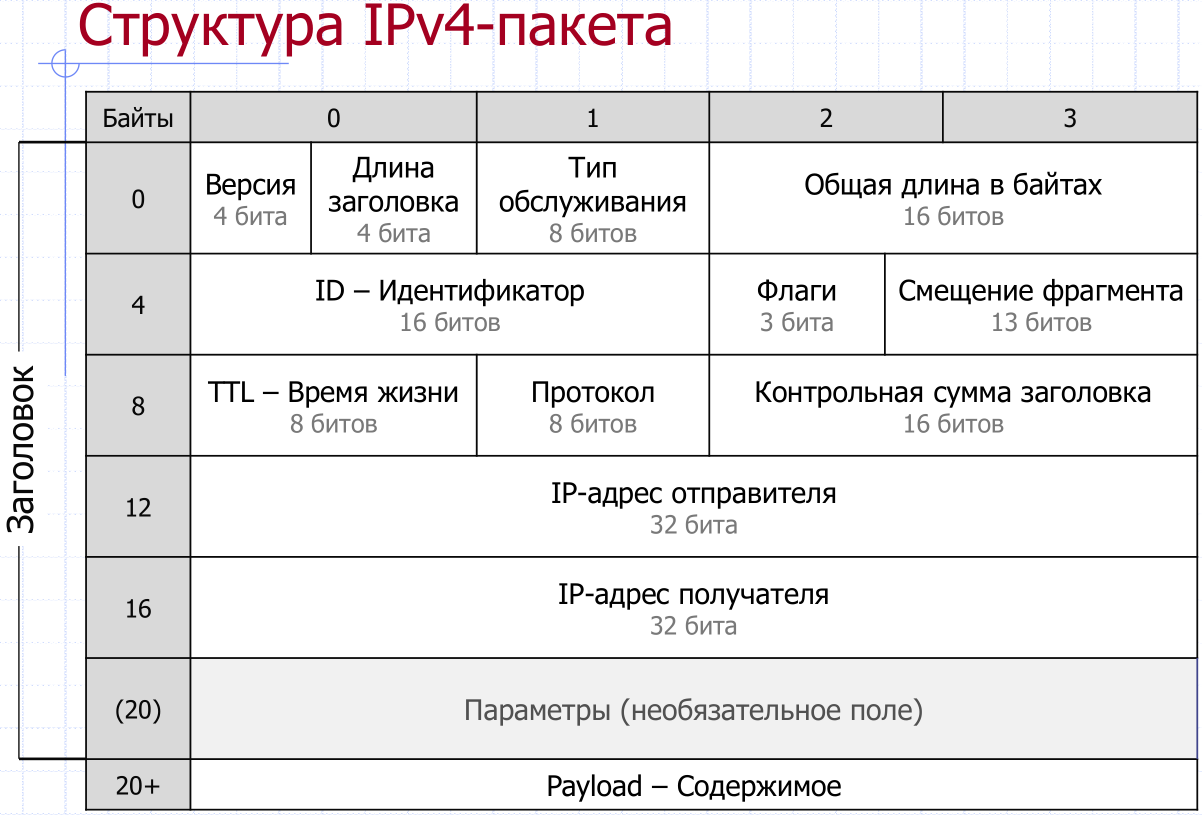 Структура IPv4-пакета
Байты 0 1 2 3
0
Версия
4 бита
Длина
заголовка
4 бита
Тип
обслуживания
8 битов
Общая длина в байтах
16 битов
4
ID – Идентификатор
16 битов
Флаги
3 бита
Смещение фрагмента
13 битов
8
TTL – Время жизни
8 битов
Протокол
8 битов
Контрольная сумма заголовка
16 битов
12
IP-адрес отправителя
32 бита
16
IP-адрес получателя
32 бита
(20)
Параметры (необязательное поле)
20+
Payload – Содержимое
Заголовок